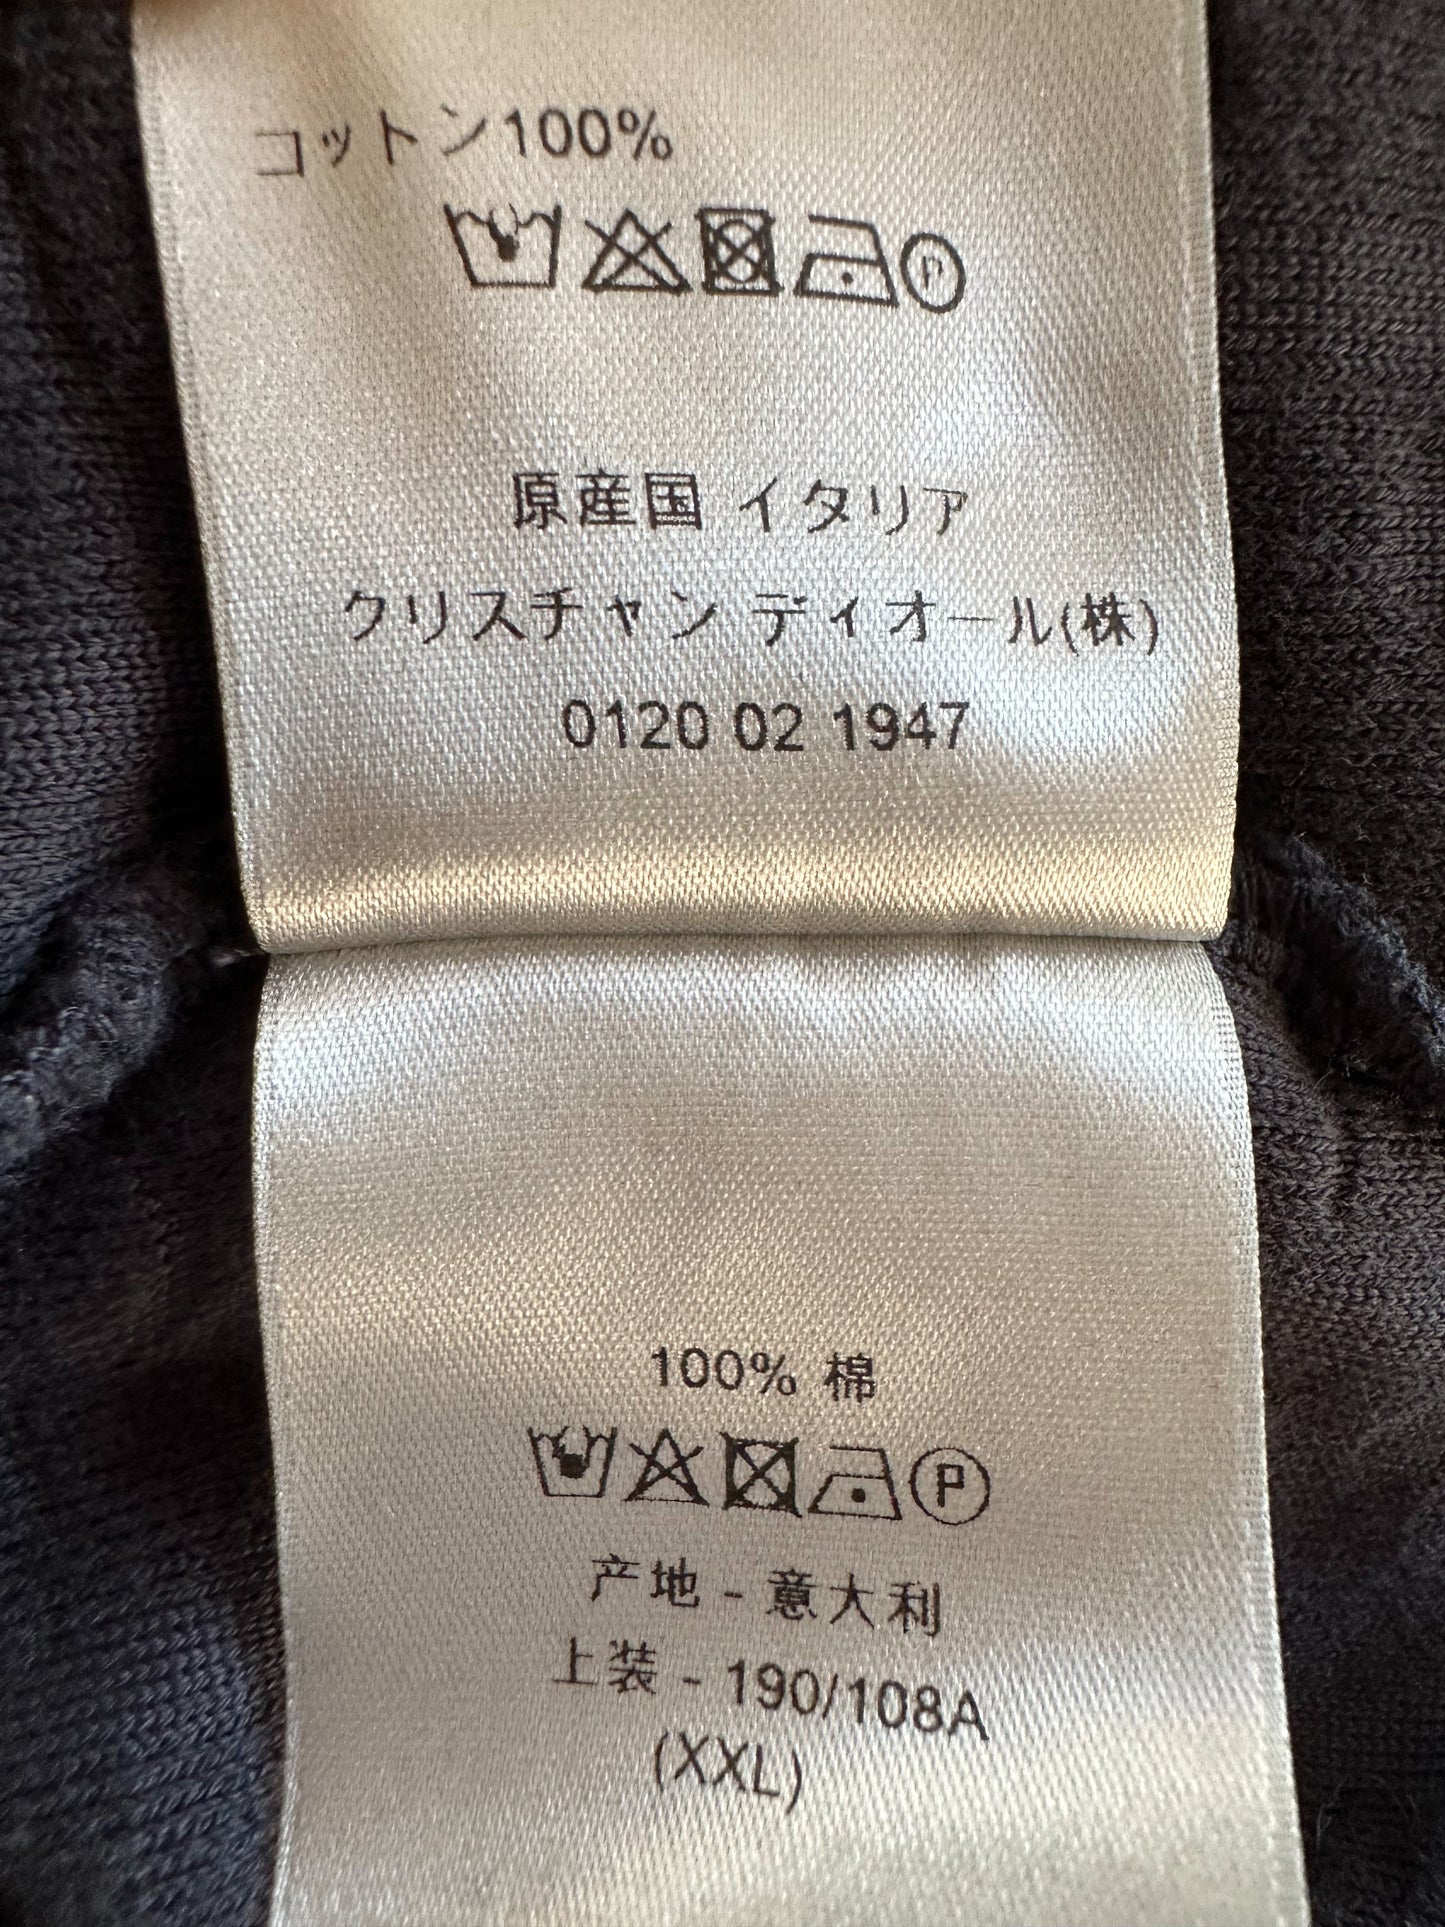 コットン100%
P
原産国 イタリア
クリスチャン ディオール(株)
0120 02 1947
100% 棉
P
产地 - 意大利
上装 - 190/108A
(XXL)